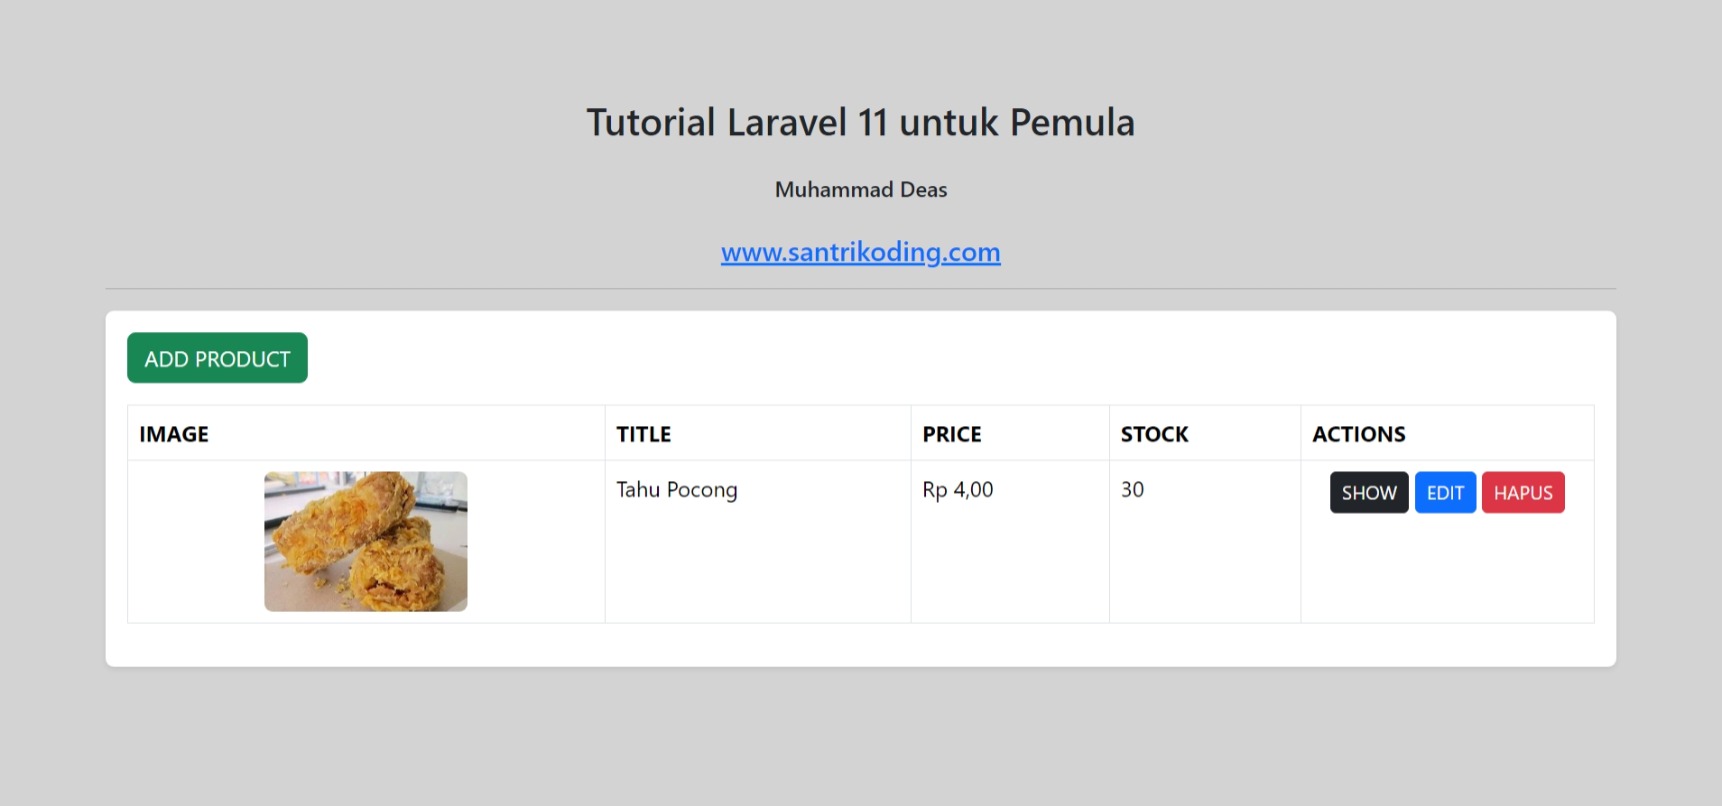 Tutorial Laravel 11 untuk Pemula
Muhammad Deas
www.santrikoding.com
ADD PRODUCT
IMAGE TITLE PRICE STOCK ACTIONS
Tahu Pocong Rp 4,00 30 SHOW EDIT HAPUS